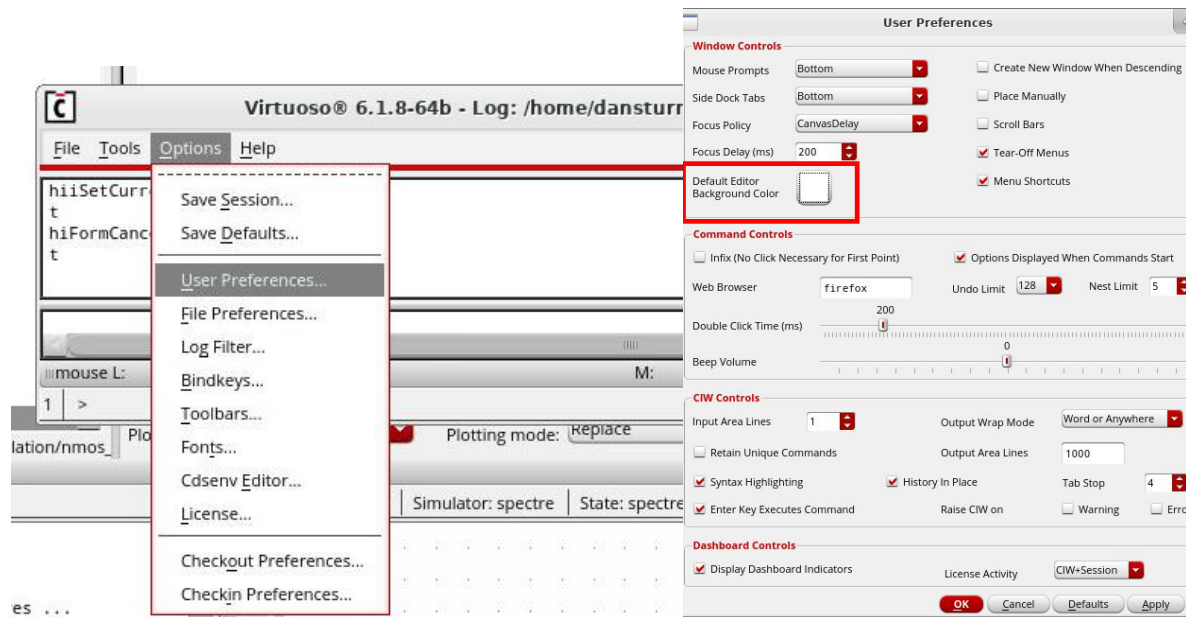 Virtuoso® 6.1.8-64b - Log: /home/dansturr
File Tools Options Help
hiiSetCurr
t
hiFormCanc
t
Save Session...
Save Defaults...
User Preferences...
File Preferences...
Log Filter...
Bindkeys...
Toolbars...
Fonts...
Cdsenv Editor...
License...
Checkout Preferences...
Checkin Preferences...
mouse L: M:
1 >
lation/nmos_ Plo Plotting mode: Replace
Simulator: spectre State: spectre
es ...
User Preferences
Window Controls
Mouse Prompts Bottom Create New Window When Descending
Side Dock Tabs Bottom Place Manually
Focus Policy CanvasDelay Scroll Bars
Focus Delay (ms) 200 Tear-Off Menus
Default Editor
Background Color Menu Shortcuts
Command Controls
Infix (No Click Necessary for First Point) Options Displayed When Commands Start
Web Browser firefox Undo Limit 128 Nest Limit 5
200
Double Click Time (ms)
0
Beep Volume
CIW Controls
Input Area Lines 1 Output Wrap Mode Word or Anywhere
Retain Unique Commands Output Area Lines 1000
Syntax Highlighting History In Place Tab Stop 4
Enter Key Executes Command Raise CIW on Warning Erro
Dashboard Controls
Display Dashboard Indicators License Activity CIW+Session
OK Cancel Defaults Apply